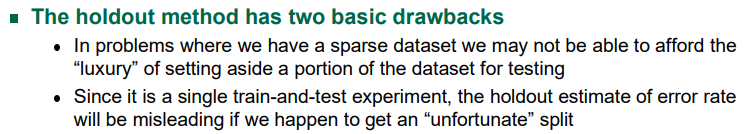 ▪ The holdout method has two basic drawbacks
• In problems where we have a sparse dataset we may not be able to afford the
“luxury” of setting aside a portion of the dataset for testing
• Since it is a single train-and-test experiment, the holdout estimate of error rate
will be misleading if we happen to get an “unfortunate” split